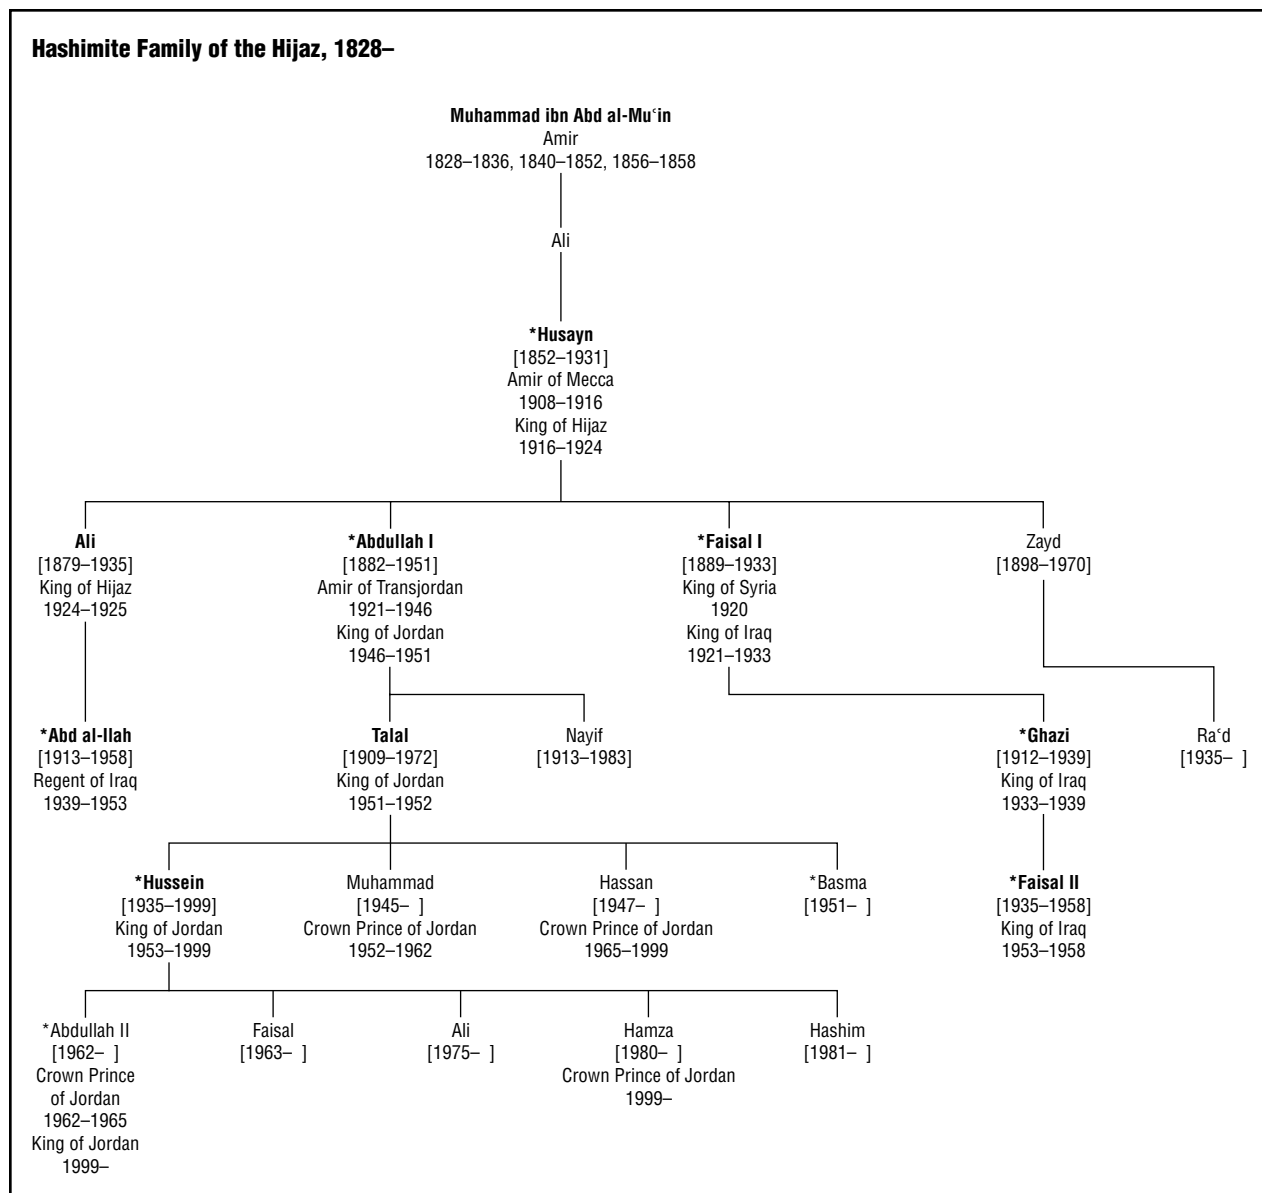 Hashimite Family of the Hijaz, 1828–
Muhammad ibn Abd al-Muʿin
Amir
1828–1836, 1840–1852, 1856–1858
Ali
*Husayn
[1852–1931]
Amir of Mecca
1908–1916
King of Hijaz
1916–1924
Ali
[1879–1935]
King of Hijaz
1924–1925
*Abdullah I
[1882–1951]
Amir of Transjordan
1921–1946
King of Jordan
1946–1951
*Faisal I
[1889–1933]
King of Syria
1920
King of Iraq
1921–1933
Zayd
[1898–1970]
*Abd al-Ilah
[1913–1958]
Regent of Iraq
1939–1953
Talal
[1909–1972]
King of Jordan
1951–1952
Nayif
[1913–1983]
*Ghazi
[1912–1939]
King of Iraq
1933–1939
Raʿd
[1935– ]
*Hussein
[1935–1999]
King of Jordan
1953–1999
Muhammad
[1945– ]
Crown Prince of Jordan
1952–1962
Hassan
[1947– ]
Crown Prince of Jordan
1965–1999
*Basma
[1951– ]
*Faisal II
[1935–1958]
King of Iraq
1953–1958
*Abdullah II
[1962– ]
Crown Prince
of Jordan
1962–1965
King of Jordan
1999–
Faisal
[1963– ]
Ali
[1975– ]
Hamza
[1980– ]
Crown Prince of Jordan
1999–
Hashim
[1981– ]